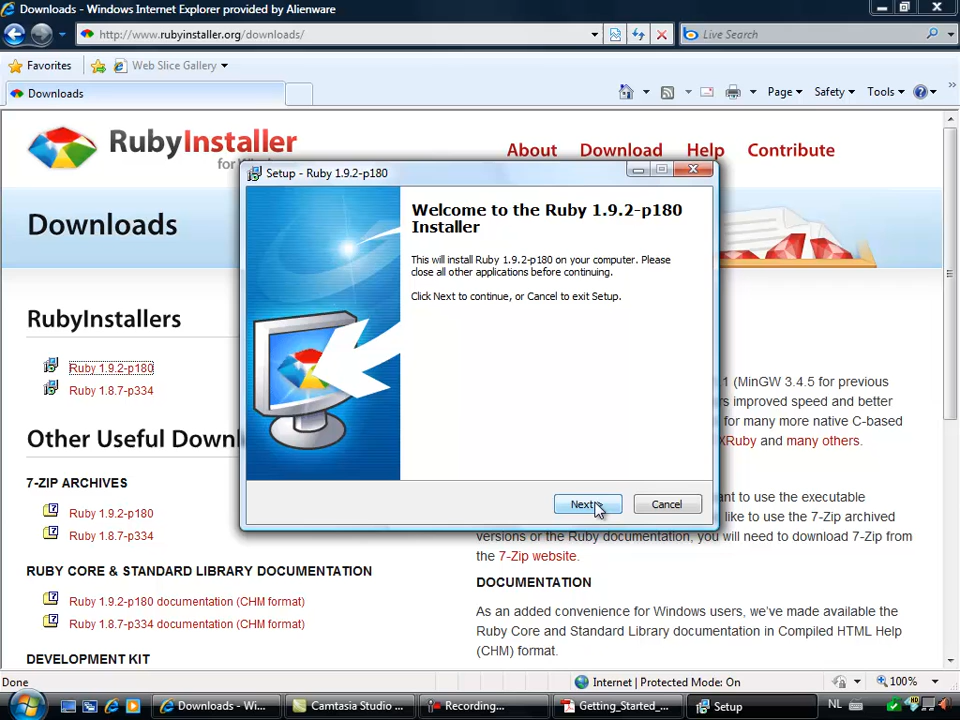 Downloads - Windows Internet Explorer provided by Alienware
http://www.rubyinstaller.org/downloads/
Live Search
Favorites
Web Slice Gallery
Downloads
Page
Safety
Tools
RubyInstaller
About
Download
Help
Contribute
Setup - Ruby 1.9.2-p180
Welcome to the Ruby 1.9.2-p180
Installer
This will install Ruby 1.9.2-p180 on your computer. Please
close all other applications before continuing.
Click Next to continue, or Cancel to exit Setup.
Next
Cancel
Downloads
RubyInstallers
Ruby 1.9.2-p180
Ruby 1.8.7-p334
Other Useful Downl
7-ZIP ARCHIVES
Ruby 1.9.2-p180
Ruby 1.8.7-p334
RUBY CORE & STANDARD LIBRARY DOCUMENTATION
Ruby 1.9.2-p180 documentation (CHM format)
Ruby 1.8.7-p334 documentation (CHM format)
DEVELOPMENT KIT
1 (MinGW 3.4.5 for previous
rs improved speed and better
for many more native C-based
XRuby and many others.
ant to use the executable
like to use the 7-Zip archived
versions or the Ruby documentation, you will need to download 7-Zip from
the 7-Zip website.
DOCUMENTATION
As an added convenience for Windows users, we've made available the
Ruby Core and Standard Library documentation in Compiled HTML Help
(CHM) format.
Done
Internet | Protected Mode: On
100%
Downloads - Wi...
Camtasia Studio ...
Recording...
Getting_Started_...
Setup
NL